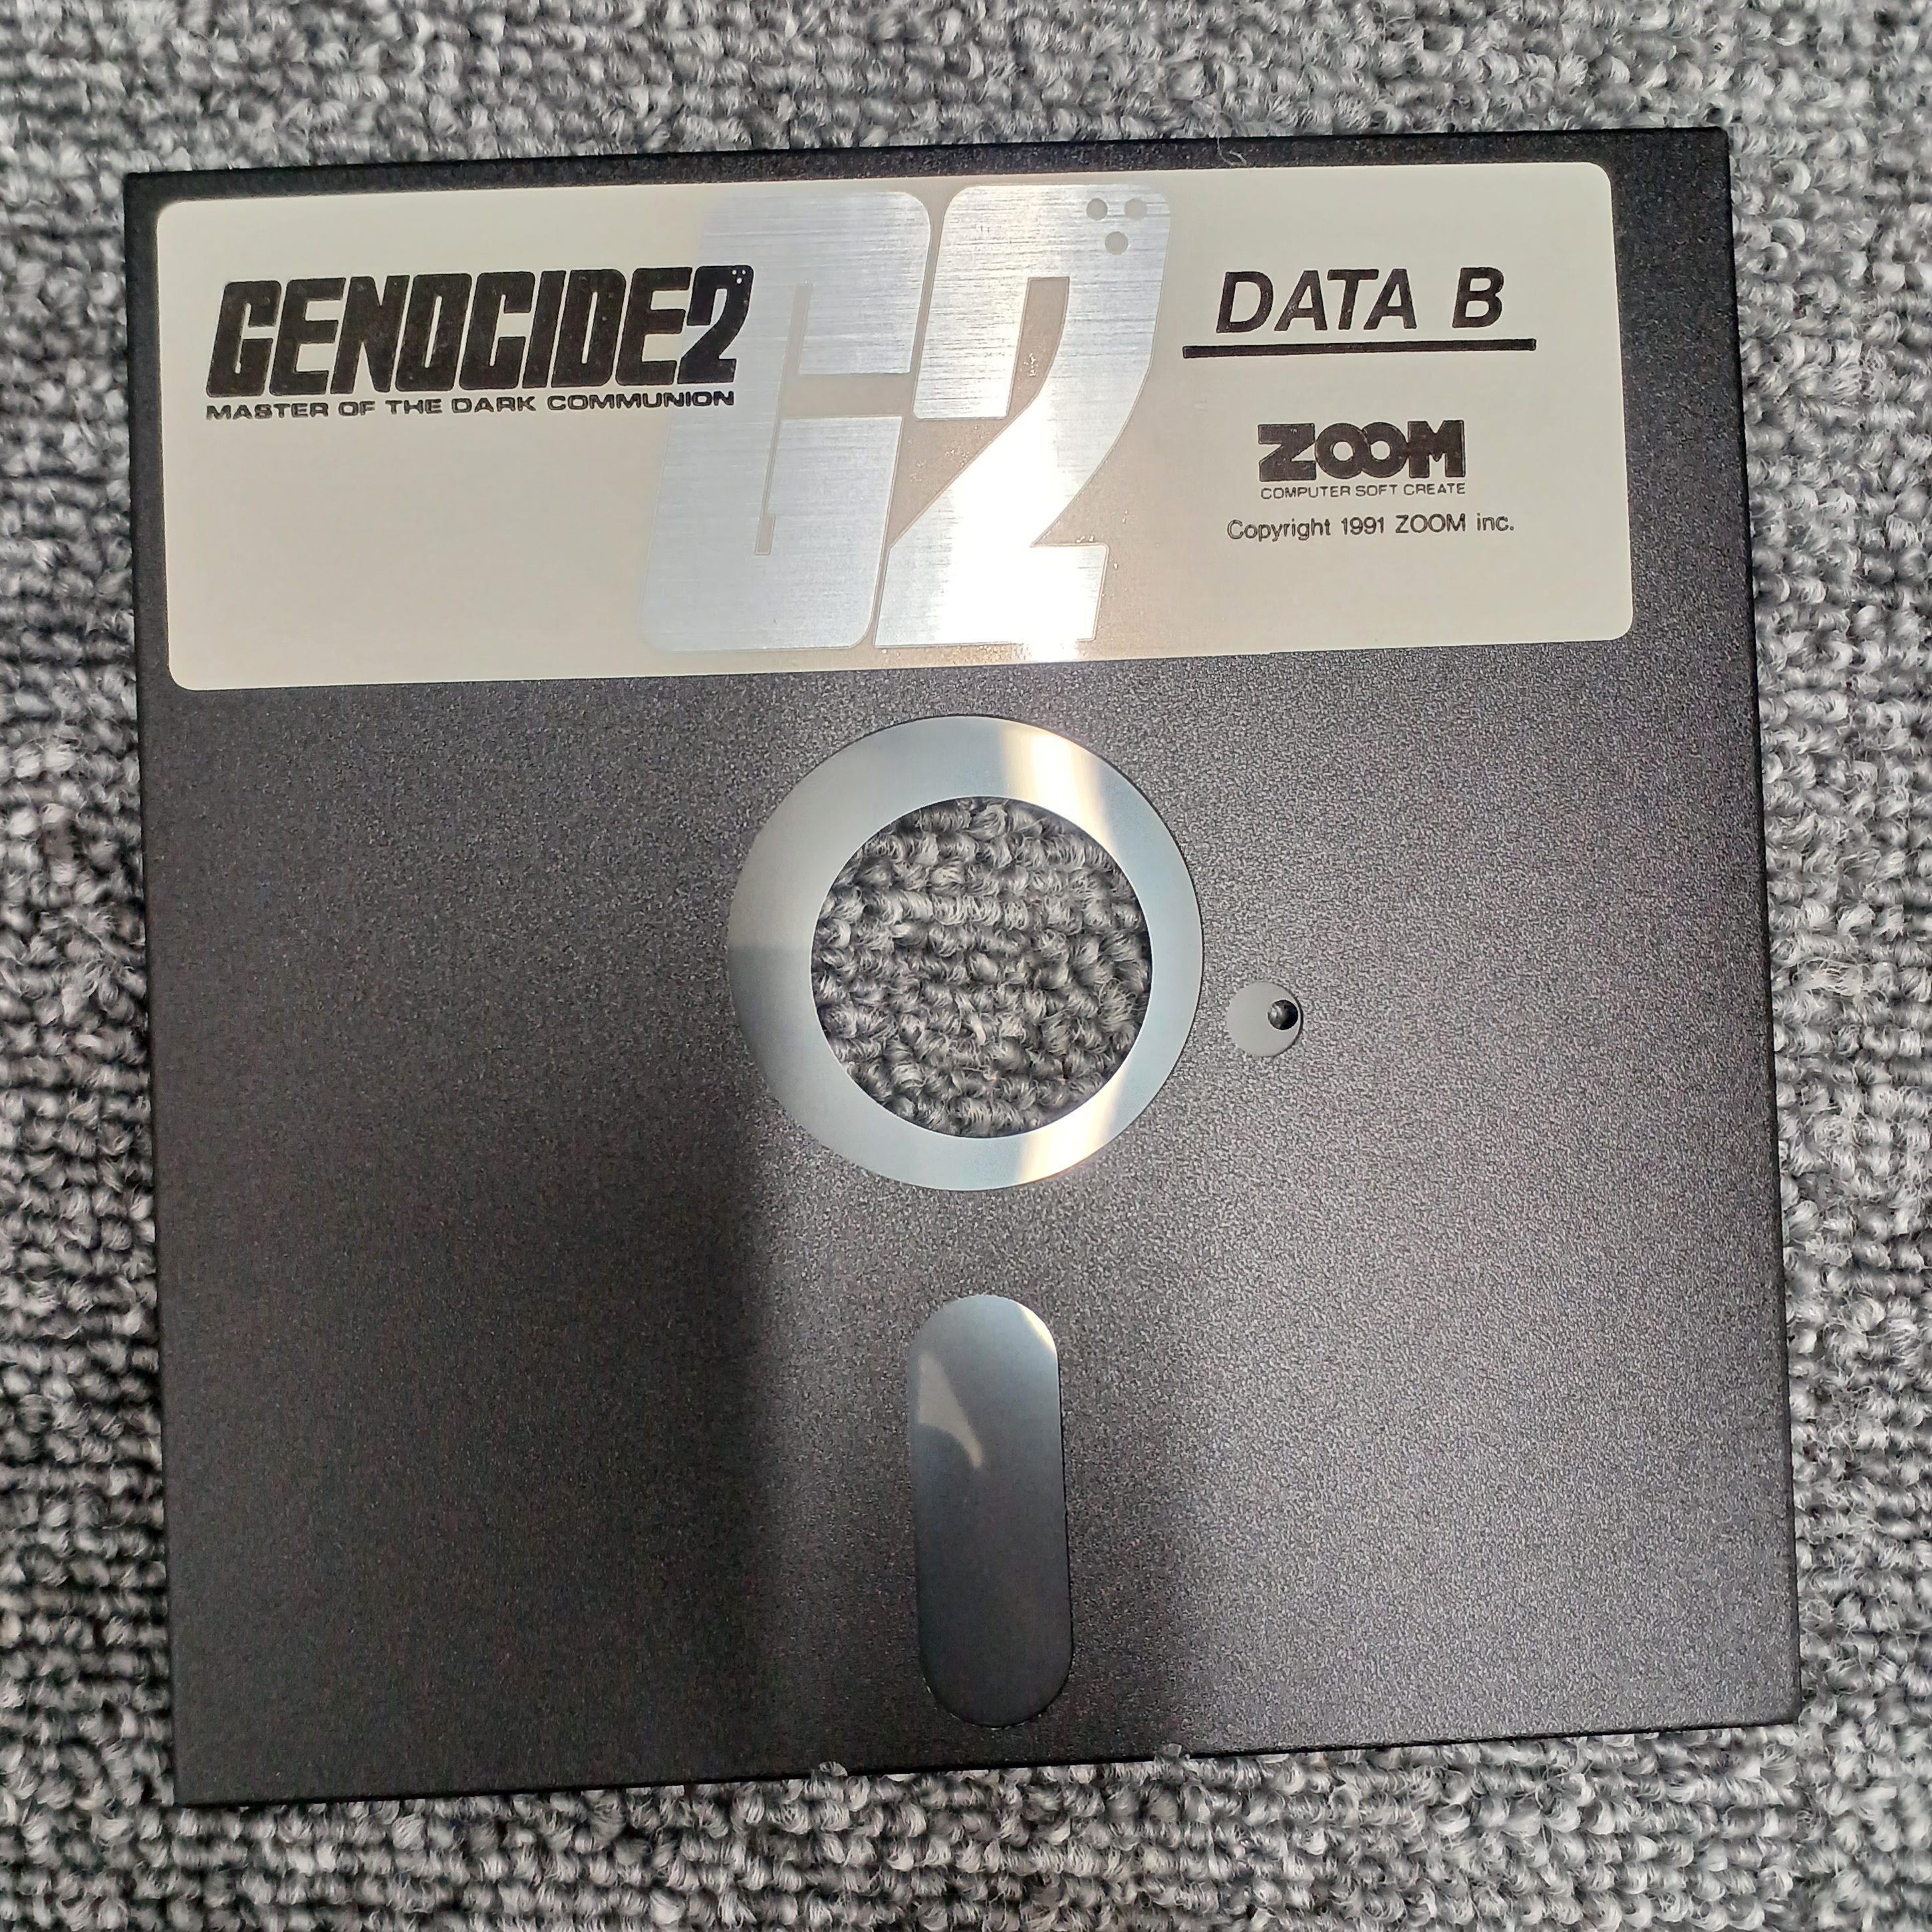 GENOCIDE2
MASTER OF THE DARK COMMUNION
G2
DATA B
ZOOM
COMPUTER SOFT CREATE
Copyright 1991 ZOOM inc.